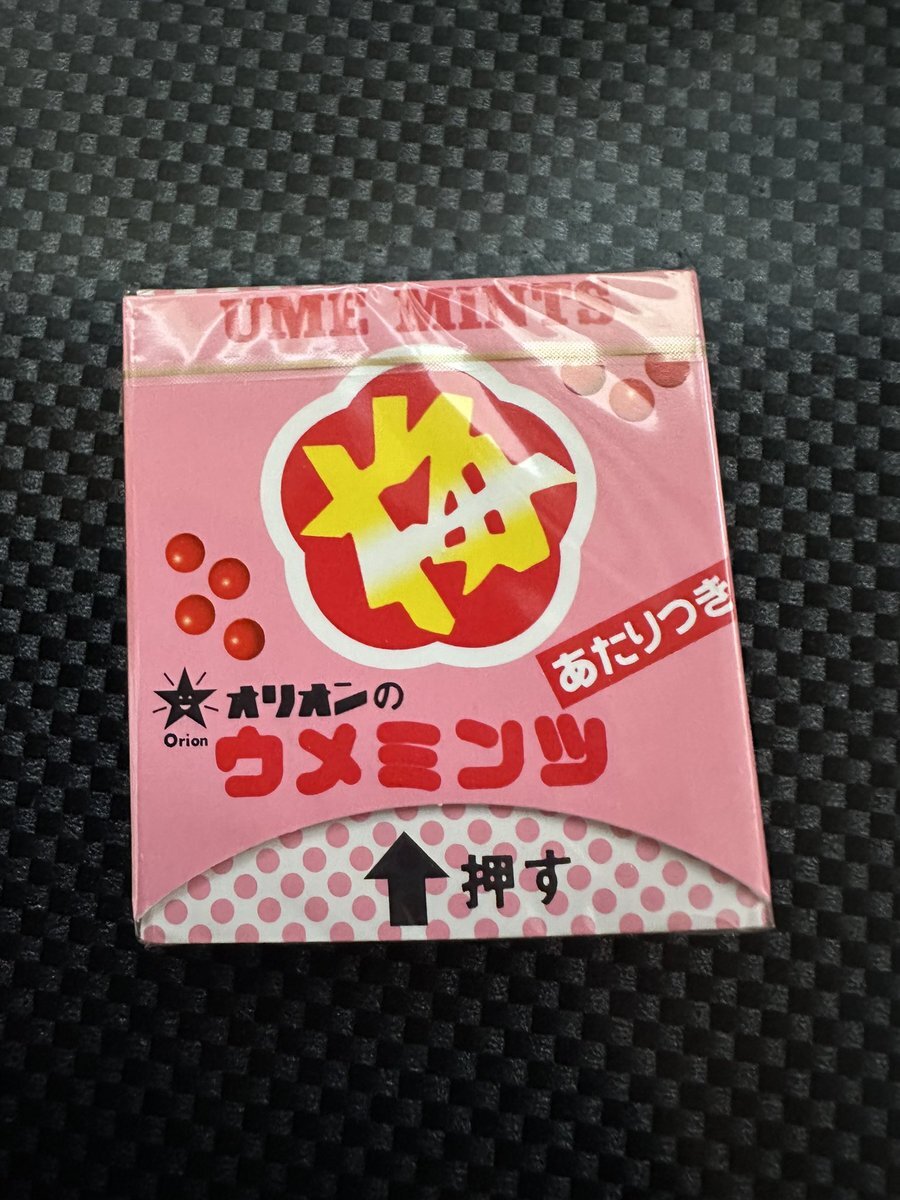 UME MINTS
梅
あたりつき
オリオンの
Orion
ウメミンツ
押す